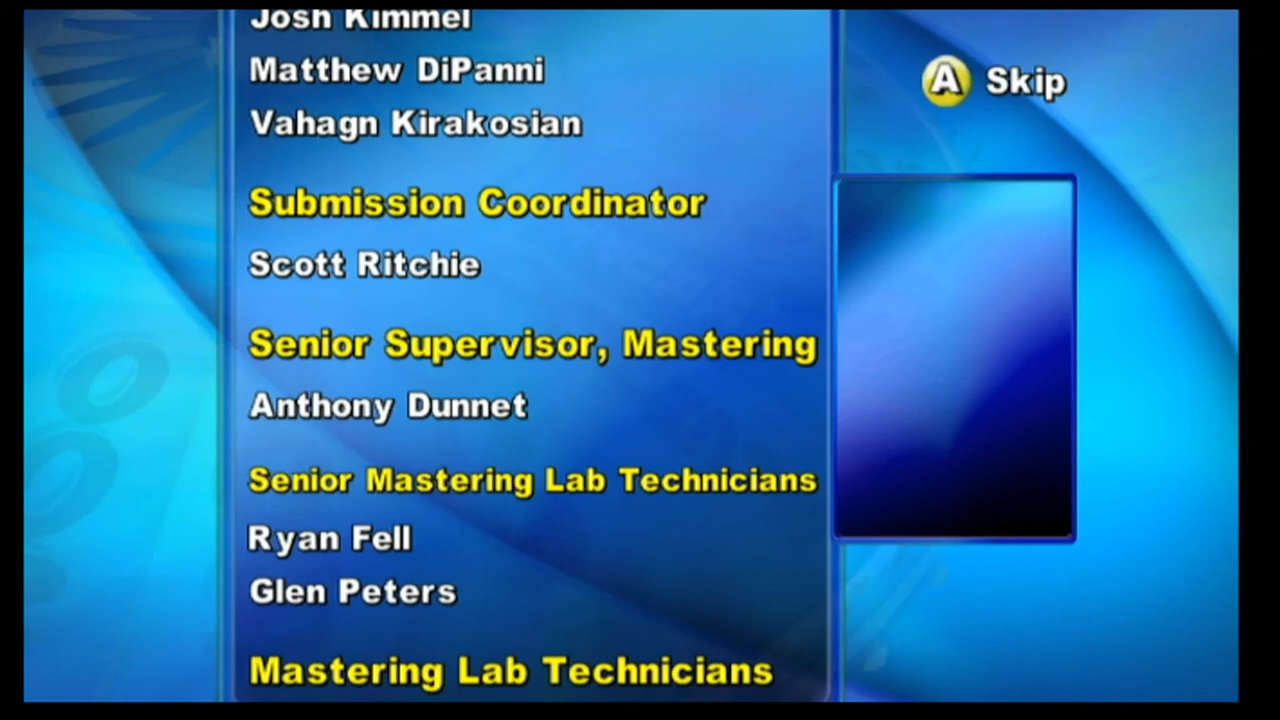 Josh Kimmel
Matthew DiPanni
Vahagn Kirakosian
A Skip
Submission Coordinator
Scott Ritchie
Senior Supervisor, Mastering
Anthony Dunnet
Senior Mastering Lab Technicians
Ryan Fell
Glen Peters
Mastering Lab Technicians